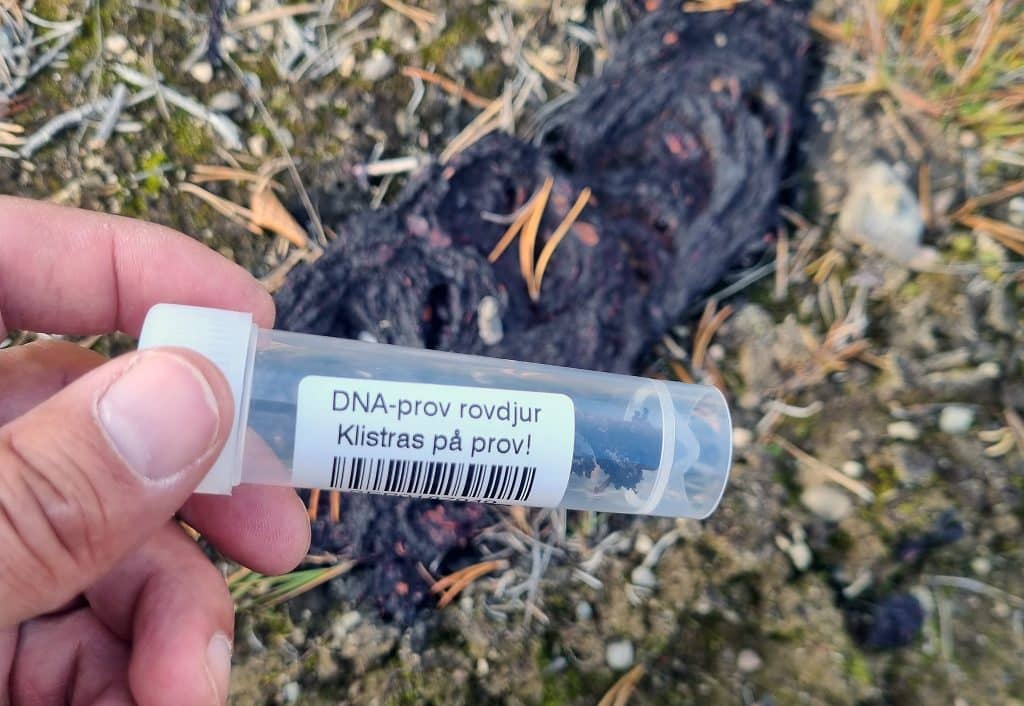 DNA-prov rovdjur
Klistras på prov!